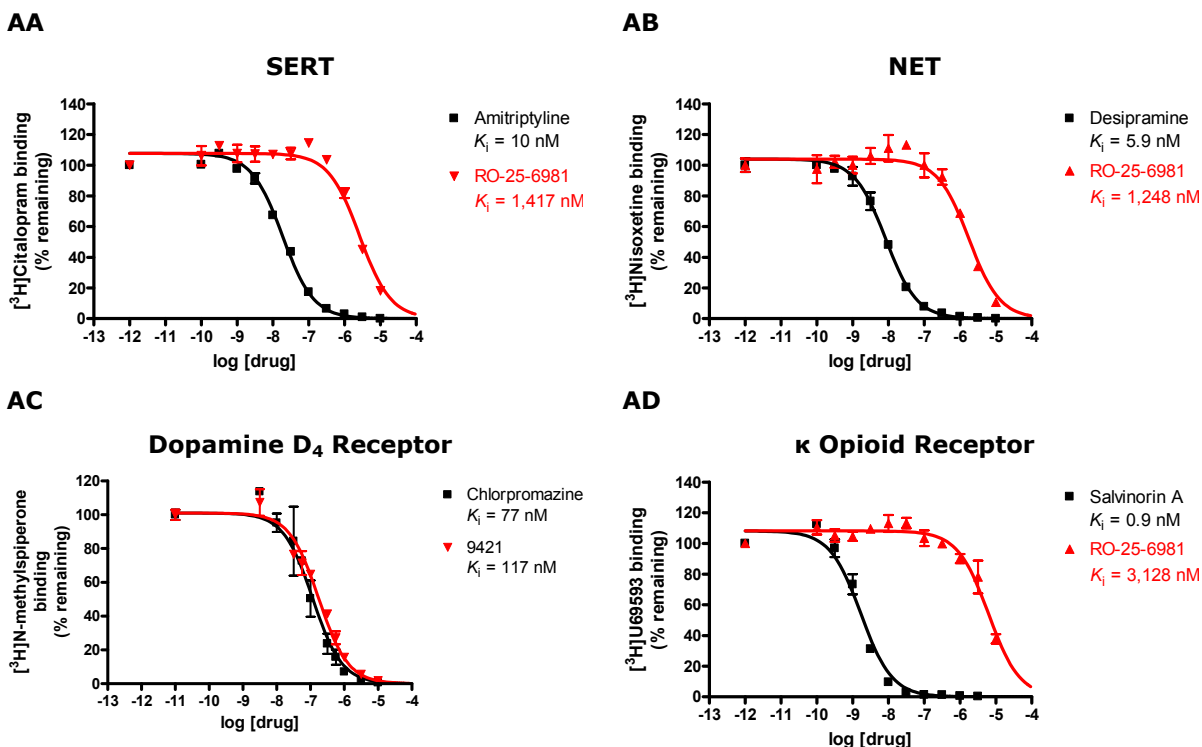 AA
SERT
[³H]Citalopram binding
(% remaining)
140
120
100
80
60
40
20
0
-13 -12 -11 -10 -9 -8 -7 -6 -5 -4
log [drug]
Amitriptyline
Kᵢ = 10 nM
RO-25-6981
Kᵢ = 1,417 nM
AB
NET
[³H]Nisoxetine binding
(% remaining)
140
120
100
80
60
40
20
0
-13 -12 -11 -10 -9 -8 -7 -6 -5 -4
log [drug]
Desipramine
Kᵢ = 5.9 nM
RO-25-6981
Kᵢ = 1,248 nM
AC
Dopamine D₄ Receptor
[³H]N-methylspiperone
binding
(% remaining)
120
100
80
60
40
20
0
-13 -12 -11 -10 -9 -8 -7 -6 -5 -4
log [drug]
Chlorpromazine
Kᵢ = 77 nM
9421
Kᵢ = 117 nM
AD
κ Opioid Receptor
[³H]U69593 binding
(% remaining)
140
120
100
80
60
40
20
0
-13 -12 -11 -10 -9 -8 -7 -6 -5 -4
log [drug]
Salvinorin A
Kᵢ = 0.9 nM
RO-25-6981
Kᵢ = 3,128 nM